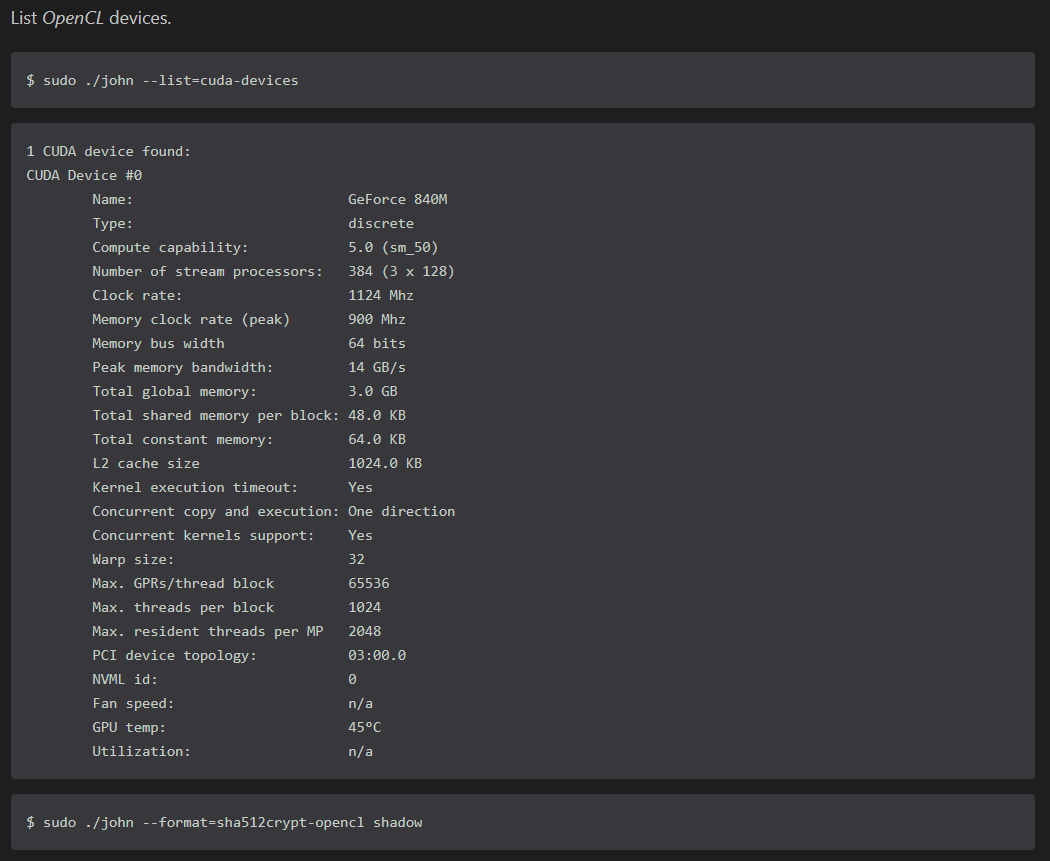 List OpenCL devices.
$ sudo ./john --list=cuda-devices
1 CUDA device found:
CUDA Device #0
Name: GeForce 840M
Type: discrete
Compute capability: 5.0 (sm_50)
Number of stream processors: 384 (3 x 128)
Clock rate: 1124 Mhz
Memory clock rate (peak) 900 Mhz
Memory bus width 64 bits
Peak memory bandwidth: 14 GB/s
Total global memory: 3.0 GB
Total shared memory per block: 48.0 KB
Total constant memory: 64.0 KB
L2 cache size 1024.0 KB
Kernel execution timeout: Yes
Concurrent copy and execution: One direction
Concurrent kernels support: Yes
Warp size: 32
Max. GPRs/thread block 65536
Max. threads per block 1024
Max. resident threads per MP 2048
PCI device topology: 03:00.0
NVML id: 0
Fan speed: n/a
GPU temp: 45°C
Utilization: n/a
$ sudo ./john --format=sha512crypt-opencl shadow